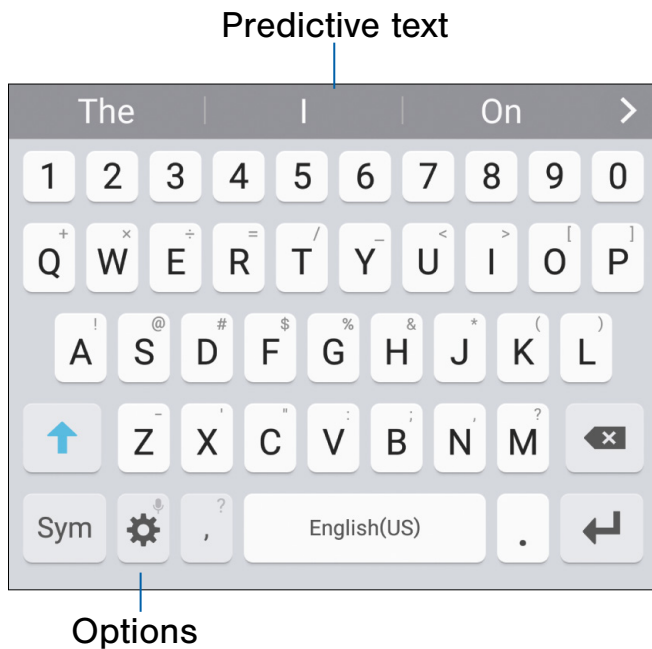 Predictive text
The I On >
1 2 3 4 5 6 7 8 9 0
+ × ÷ = / _ < > [ ]
Q W E R T Y U I O P
! @ # $ % & * ( )
A S D F G H J K L
- ' " : ; , ?
Z X C V B N M
?
Sym , English(US) .
Options